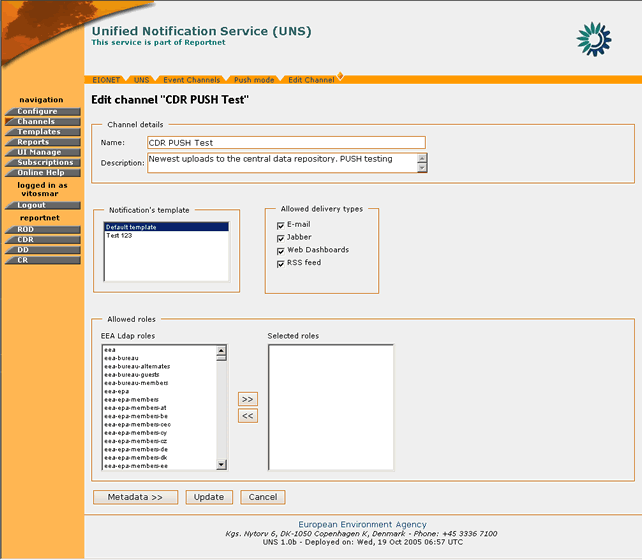 Unified Notification Service (UNS)
This service is part of Reportnet
EIONET UNS Event Channels Push mode Edit Channel
navigation
Configure
Channels
Templates
Reports
UI Manage
Subscriptions
Online Help
logged in as
vitosmar
Logout
reportnet
ROD
CDR
DD
CR
Edit channel "CDR PUSH Test"
Channel details
Name: CDR PUSH Test
Description: Newest uploads to the central data repository. PUSH testing
Notification's template
Default template
Test 123
Allowed delivery types
E-mail
Jabber
Web Dashboards
RSS feed
Allowed roles
EEA Ldap roles
eea
eea-bureau
eea-bureau-alternates
eea-bureau-guests
eea-bureau-members
eea-epa
eea-epa-members
eea-epa-members-at
eea-epa-members-be
eea-epa-members-cec
eea-epa-members-cy
eea-epa-members-cz
eea-epa-members-de
eea-epa-members-dk
eea-epa-members-ee
>>
<<
Selected roles
Metadata >> Update Cancel
European Environment Agency
Kgs. Nytorv 6, DK-1050 Copenhagen K, Denmark - Phone: +45 3336 7100
UNS 1.0b - Deployed on: Wed, 19 Oct 2005 06:57 UTC